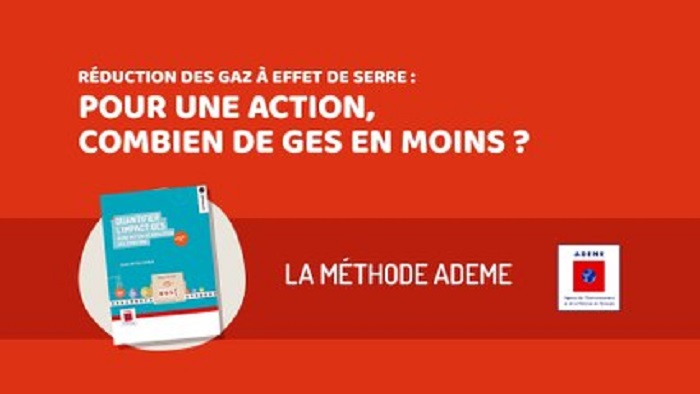 RÉDUCTION DES GAZ À EFFET DE SERRE :
POUR UNE ACTION,
COMBIEN DE GES EN MOINS ?
QUANTIFIER
L'IMPACT GES
LA MÉTHODE ADEME
ADEME